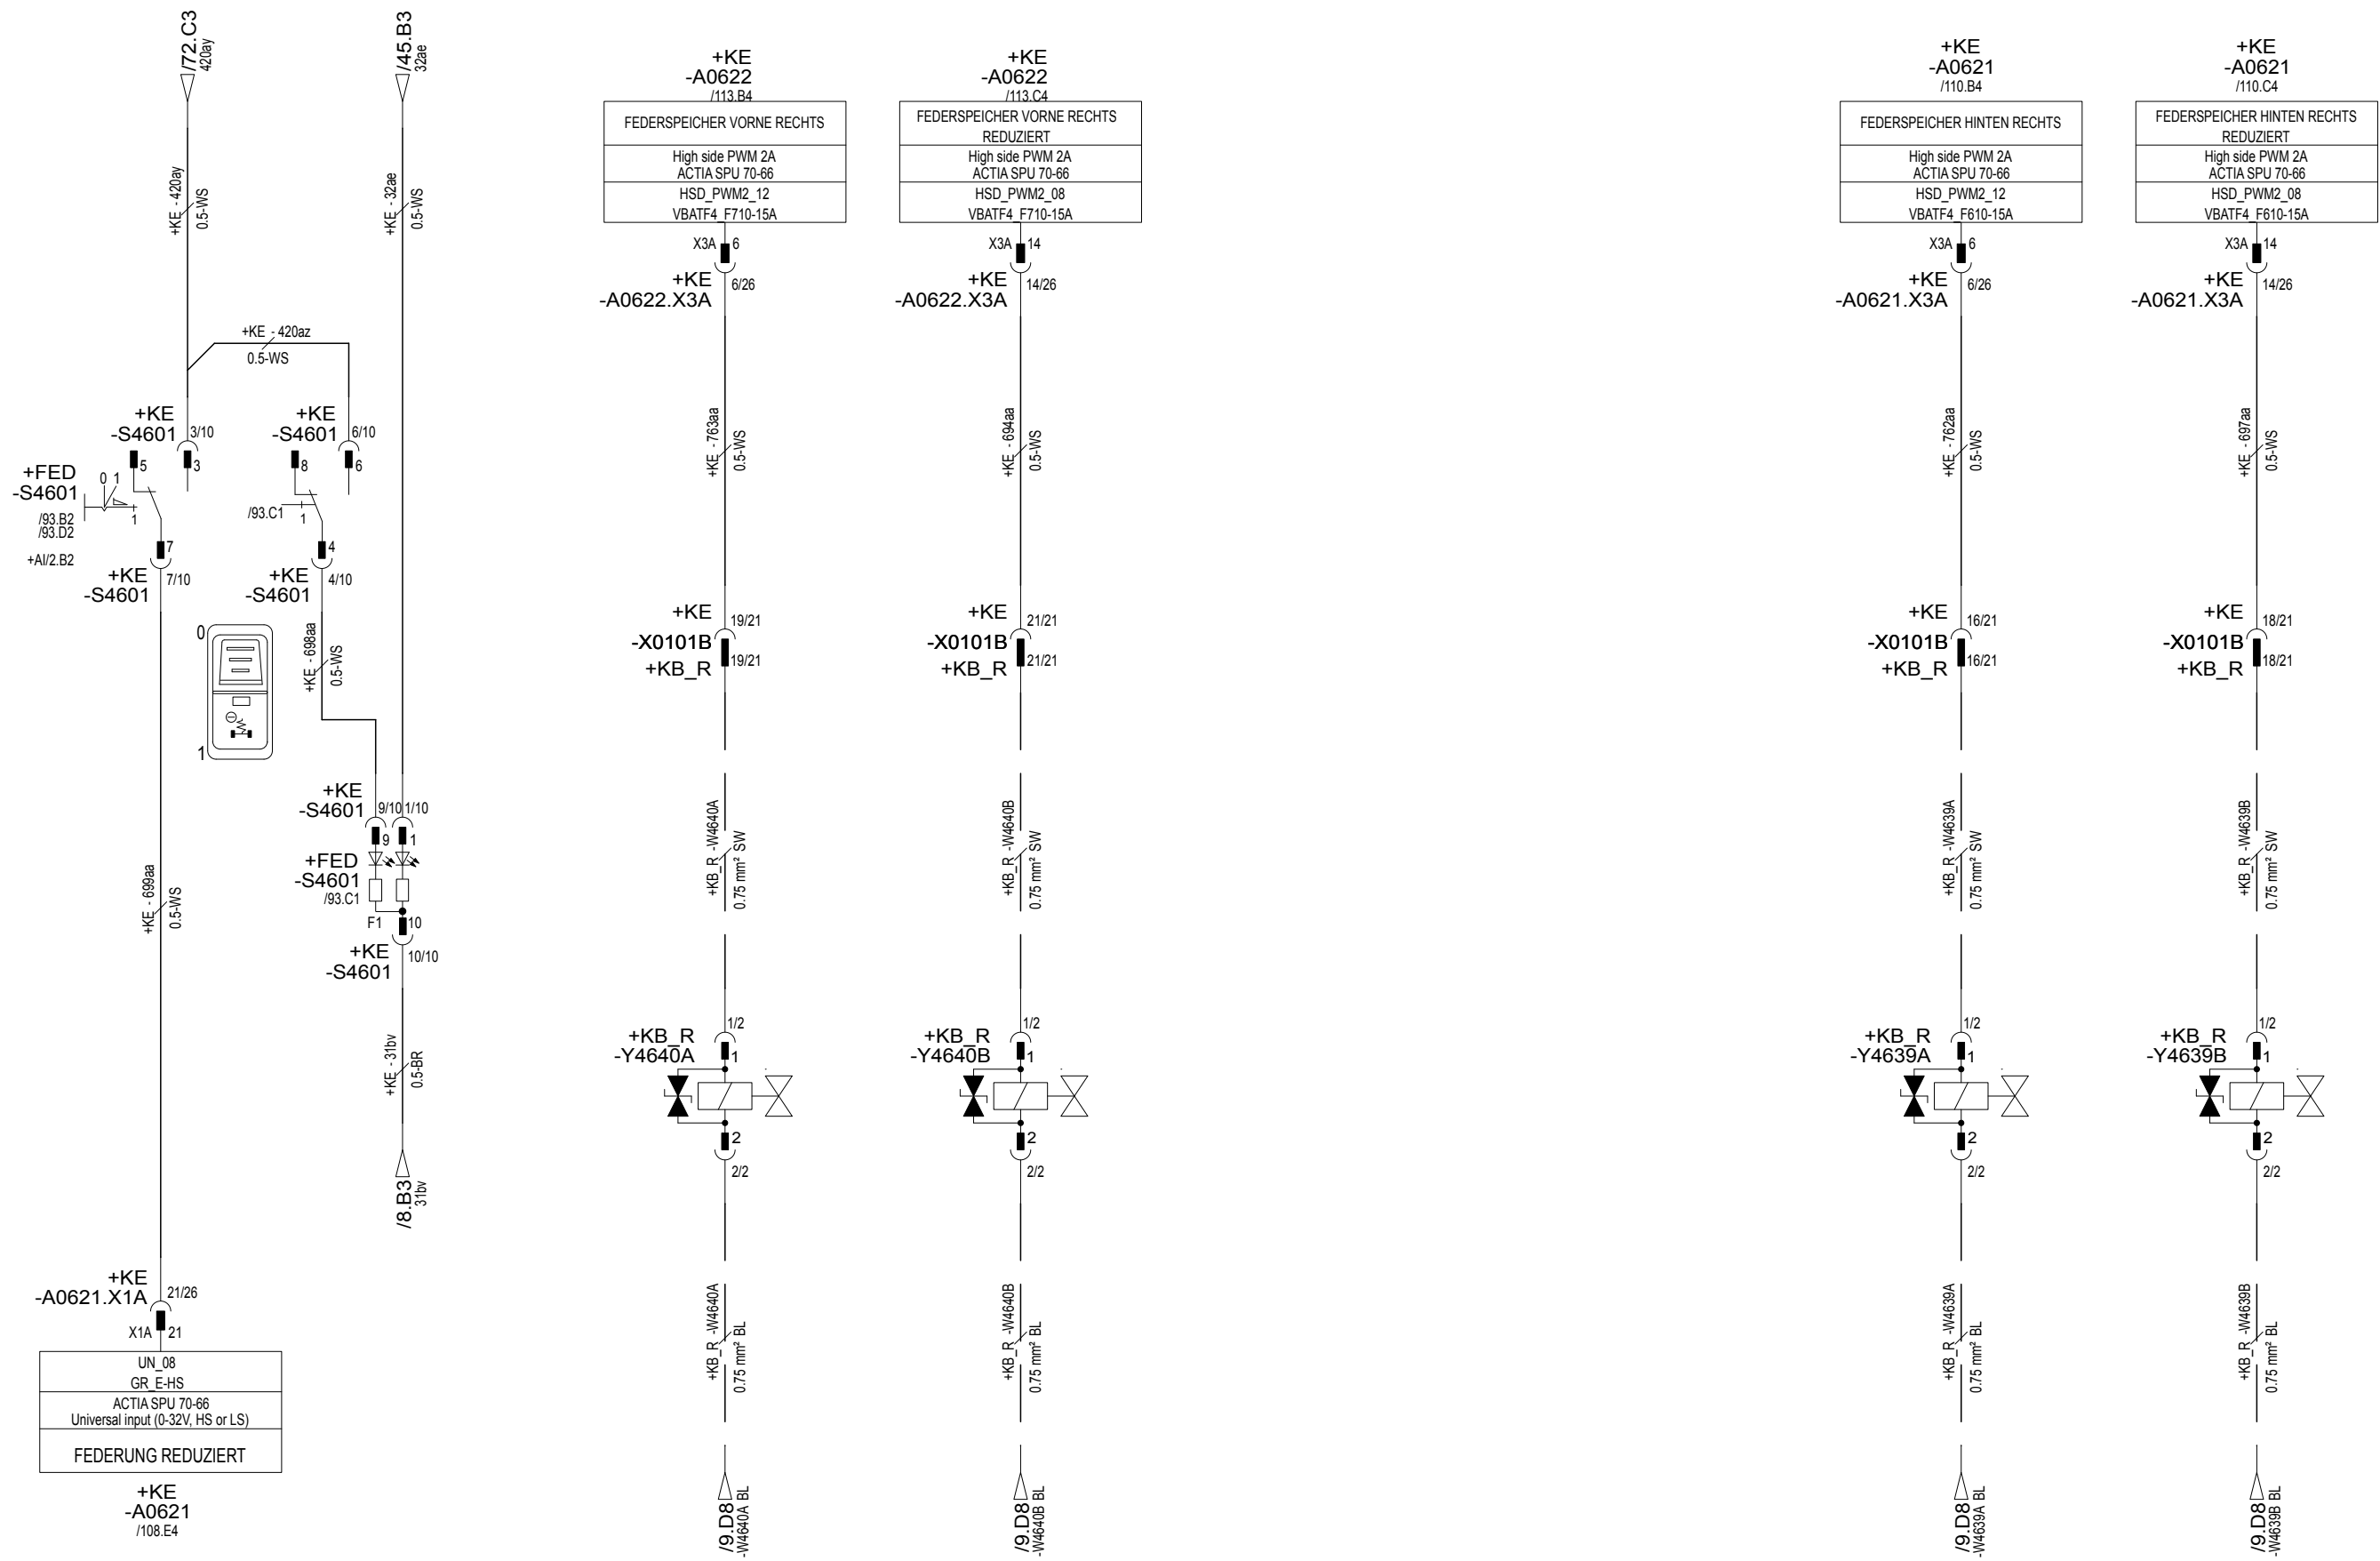 /72.C3
420ay
+KE - 420ay
0.5-WS
/45.B3
32ae
+KE - 32ae
0.5-WS
+KE - 420az
0.5-WS
+KE
-S4601
3/10
5
3
+KE
-S4601
6/10
8
6
+FED
-S4601
0 1
1
/93.B2
/93.D2
+AI/2.B2
/93.C1
1
7
+KE
-S4601
7/10
4
+KE
-S4601
4/10
0
1
+KE - 698aa
0.5-WS
+KE
-S4601
9/10
1/10
9
1
+FED
-S4601
/93.C1
F1
10
+KE
-S4601
10/10
+KE - 699aa
0.5-WS
+KE - 31bv
0.5-BR
/8.B3
31bv
+KE
-A0621.X1A
21/26
X1A
21
UN_08
GR_E-HS
ACTIA SPU 70-66
Universal input (0-32V, HS or LS)
FEDERUNG REDUZIERT
+KE
-A0621
/108.E4
+KE
-A0622
/113.B4
FEDERSPEICHER VORNE RECHTS
High side PWM 2A
ACTIA SPU 70-66
HSD_PWM2_12
VBATF4_F710-15A
X3A
6
+KE
-A0622.X3A
6/26
+KE - 763aa
0.5-WS
+KE
-X0101B
+KB_R
19/21
19/21
+KB_R -W4640A
0.75 mm² SW
+KB_R
-Y4640A
1/2
1
2
2/2
+KB_R -W4640A
0.75 mm² BL
/9.D8
-W4640A BL
+KE
-A0622
/113.C4
FEDERSPEICHER VORNE RECHTS
REDUZIERT
High side PWM 2A
ACTIA SPU 70-66
HSD_PWM2_08
VBATF4_F710-15A
X3A
14
+KE
-A0622.X3A
14/26
+KE - 694aa
0.5-WS
+KE
-X0101B
+KB_R
21/21
21/21
+KB_R -W4640B
0.75 mm² SW
+KB_R
-Y4640B
1/2
1
2
2/2
+KB_R -W4640B
0.75 mm² BL
/9.D8
-W4640B BL
+KE
-A0621
/110.B4
FEDERSPEICHER HINTEN RECHTS
High side PWM 2A
ACTIA SPU 70-66
HSD_PWM2_12
VBATF4_F610-15A
X3A
6
+KE
-A0621.X3A
6/26
+KE - 762aa
0.5-WS
+KE
-X0101B
+KB_R
16/21
16/21
+KB_R -W4639A
0.75 mm² SW
+KB_R
-Y4639A
1/2
1
2
2/2
+KB_R -W4639A
0.75 mm² BL
/9.D8
-W4639A BL
+KE
-A0621
/110.C4
FEDERSPEICHER HINTEN RECHTS
REDUZIERT
High side PWM 2A
ACTIA SPU 70-66
HSD_PWM2_08
VBATF4_F610-15A
X3A
14
+KE
-A0621.X3A
14/26
+KE - 697aa
0.5-WS
+KE
-X0101B
+KB_R
18/21
18/21
+KB_R -W4639B
0.75 mm² SW
+KB_R
-Y4639B
1/2
1
2
2/2
+KB_R -W4639B
0.75 mm² BL
/9.D8
-W4639B BL